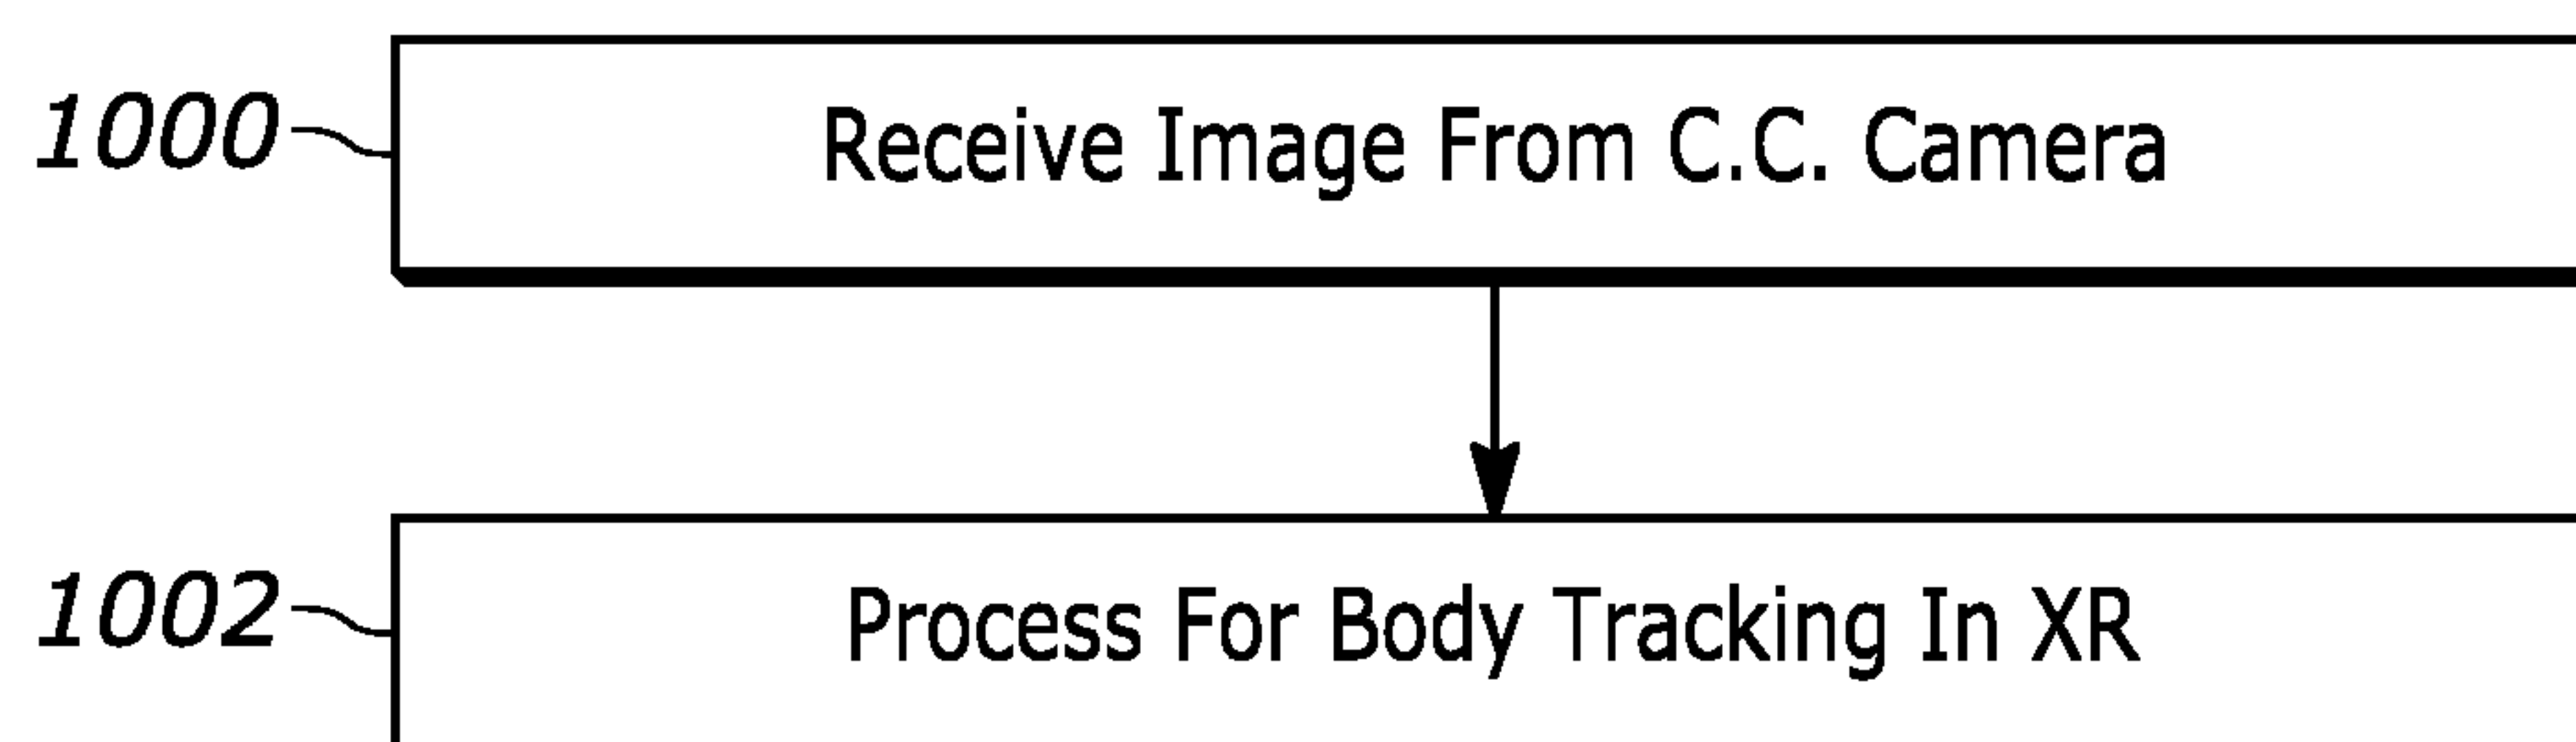 1000 Receive Image From C.C. Camera
1002 Process For Body Tracking In XR